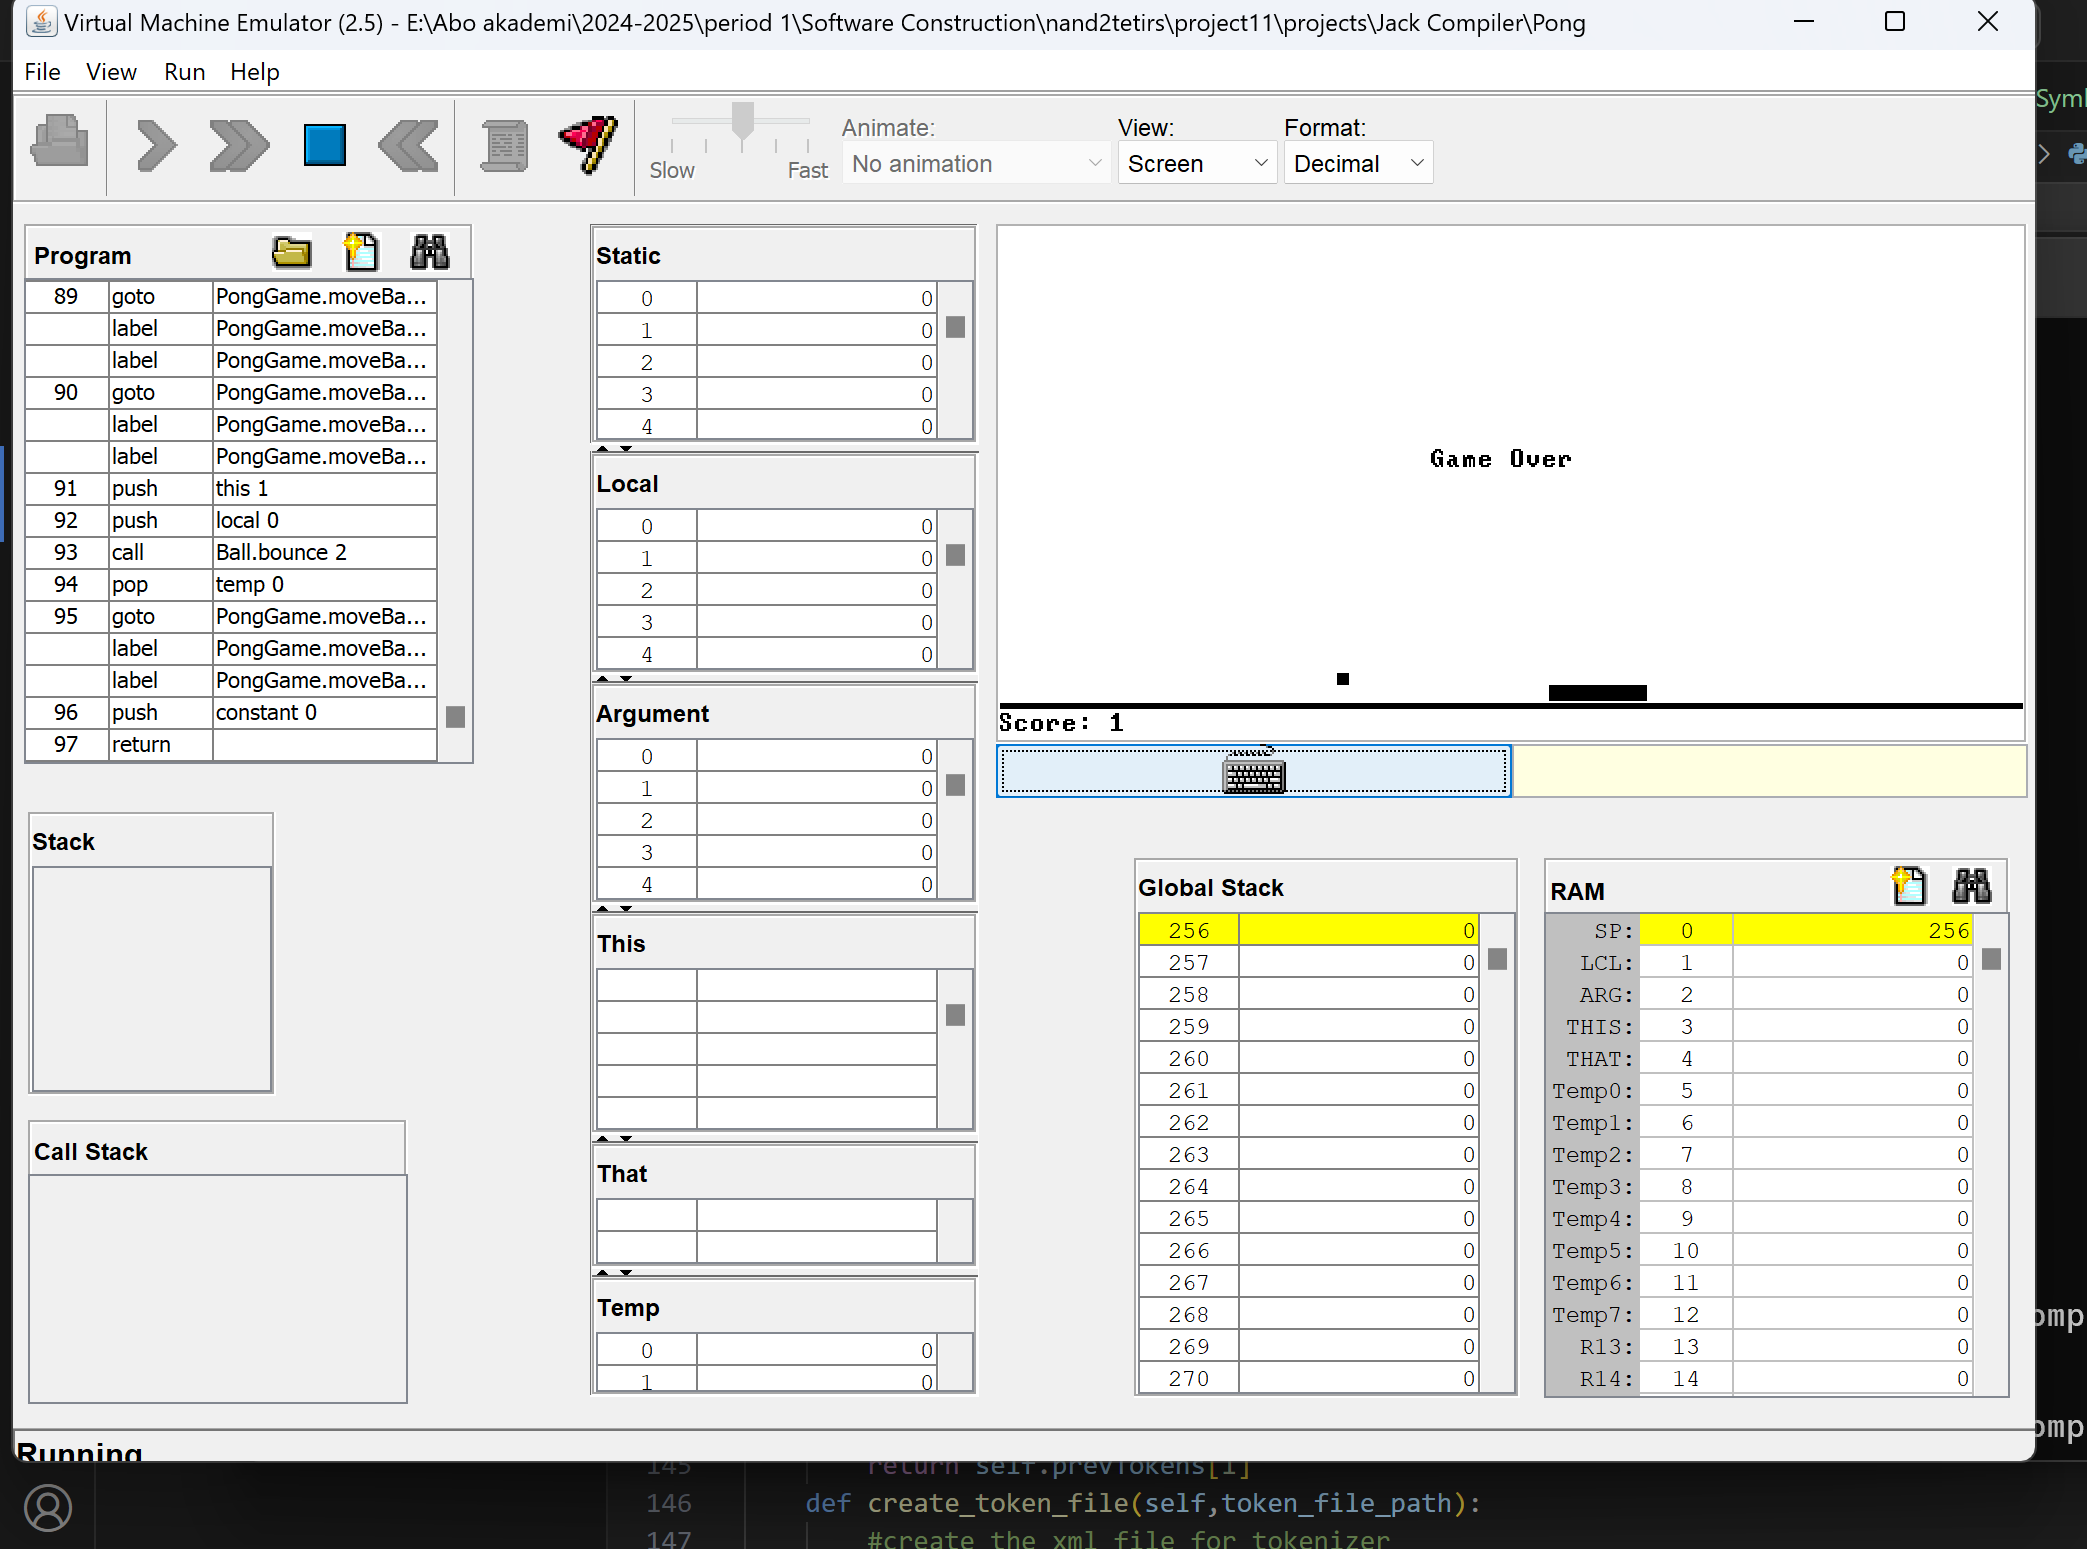 Virtual Machine Emulator (2.5) - E:\Abo akademi\2024-2025\period 1\Software Construction\nand2tetirs\project11\projects\Jack Compiler\Pong
File View Run Help
Slow Fast
Animate:
No animation
View:
Screen
Format:
Decimal
Program
89 goto PongGame.moveBa...
label PongGame.moveBa...
label PongGame.moveBa...
90 goto PongGame.moveBa...
label PongGame.moveBa...
label PongGame.moveBa...
91 push this 1
92 push local 0
93 call Ball.bounce 2
94 pop temp 0
95 goto PongGame.moveBa...
label PongGame.moveBa...
label PongGame.moveBa...
96 push constant 0
97 return
Stack
Call Stack
Static
0 0
1 0
2 0
3 0
4 0
Local
0 0
1 0
2 0
3 0
4 0
Argument
0 0
1 0
2 0
3 0
4 0
This
That
Temp
0 0
1 0
Game Over
Score: 1
Global Stack
256 0
257 0
258 0
259 0
260 0
261 0
262 0
263 0
264 0
265 0
266 0
267 0
268 0
269 0
270 0
RAM
SP: 0 256
LCL: 1 0
ARG: 2 0
THIS: 3 0
THAT: 4 0
Temp0: 5 0
Temp1: 6 0
Temp2: 7 0
Temp3: 8 0
Temp4: 9 0
Temp5: 10 0
Temp6: 11 0
Temp7: 12 0
R13: 13 0
R14: 14 0
Running
145 return self.prevTokens[1]
146 def create_token_file(self,token_file_path):
147 #create the xml file for tokenizer